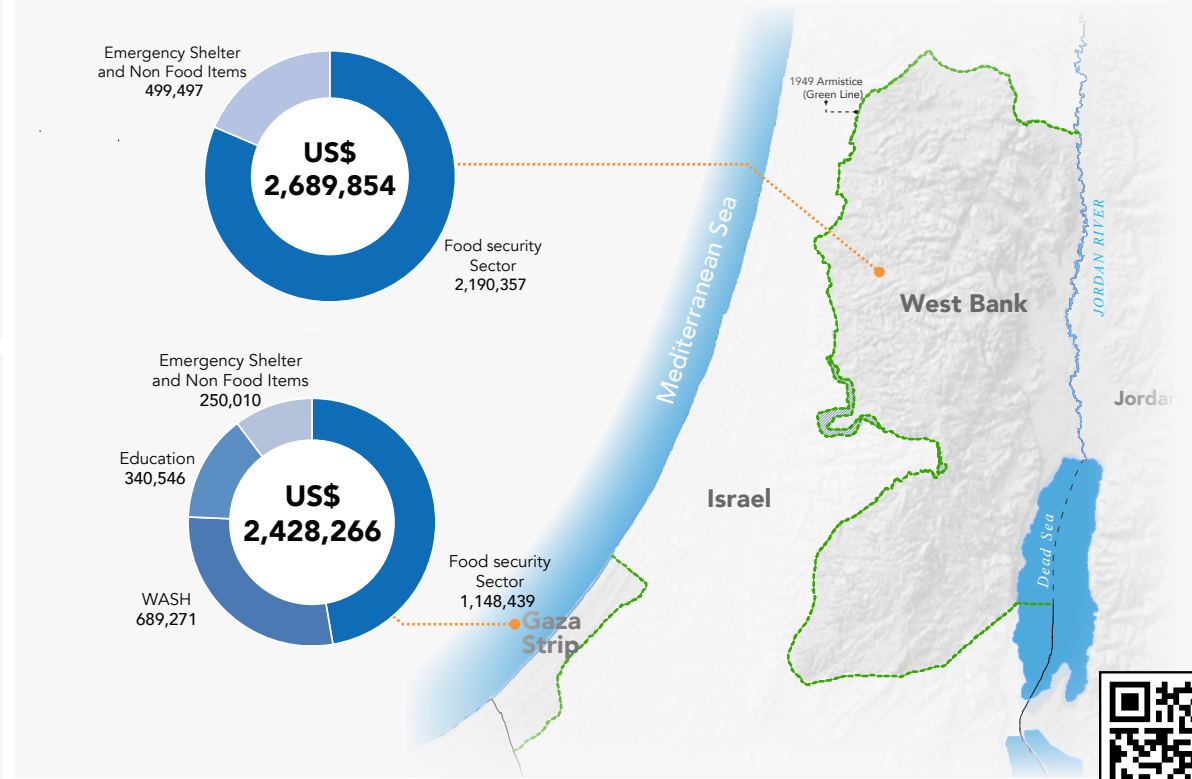 Emergency Shelter
and Non Food Items
499,497
US$
2,689,854
Food security
Sector
2,190,357
1949 Armistice
(Green Line)
Mediterranean Sea
JORDAN RIVER
West Bank
Emergency Shelter
and Non Food Items
250,010
Education
340,546
US$
2,428,266
WASH
689,271
Food security
Sector
1,148,439
Gaza
Strip
Israel
Jordan
Dead Sea